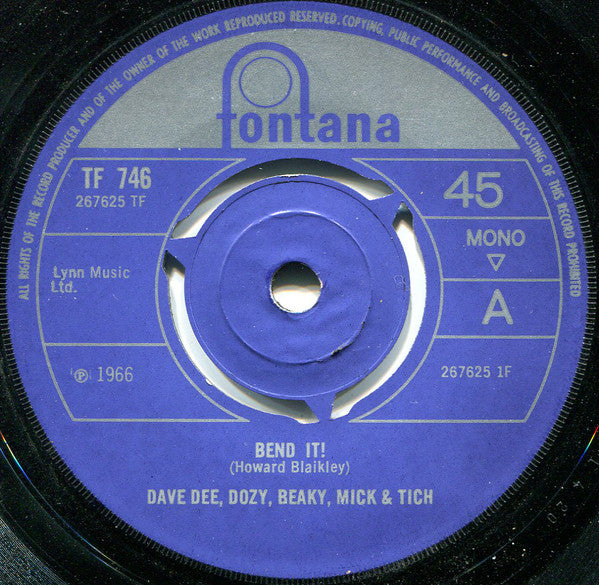 ALL RIGHTS OF THE RECORD PRODUCER AND OF THE OWNER OF THE WORK REPRODUCED RESERVED. COPYING, PUBLIC PERFORMANCE AND BROADCASTING OF THIS RECORD PROHIBITED
fontana
TF 746
267625 TF
45
MONO
Lynn Music
Ltd.
A
℗ 1966
267625 1F
BEND IT!
(Howard Blaikley)
DAVE DEE, DOZY, BEAKY, MICK & TICH